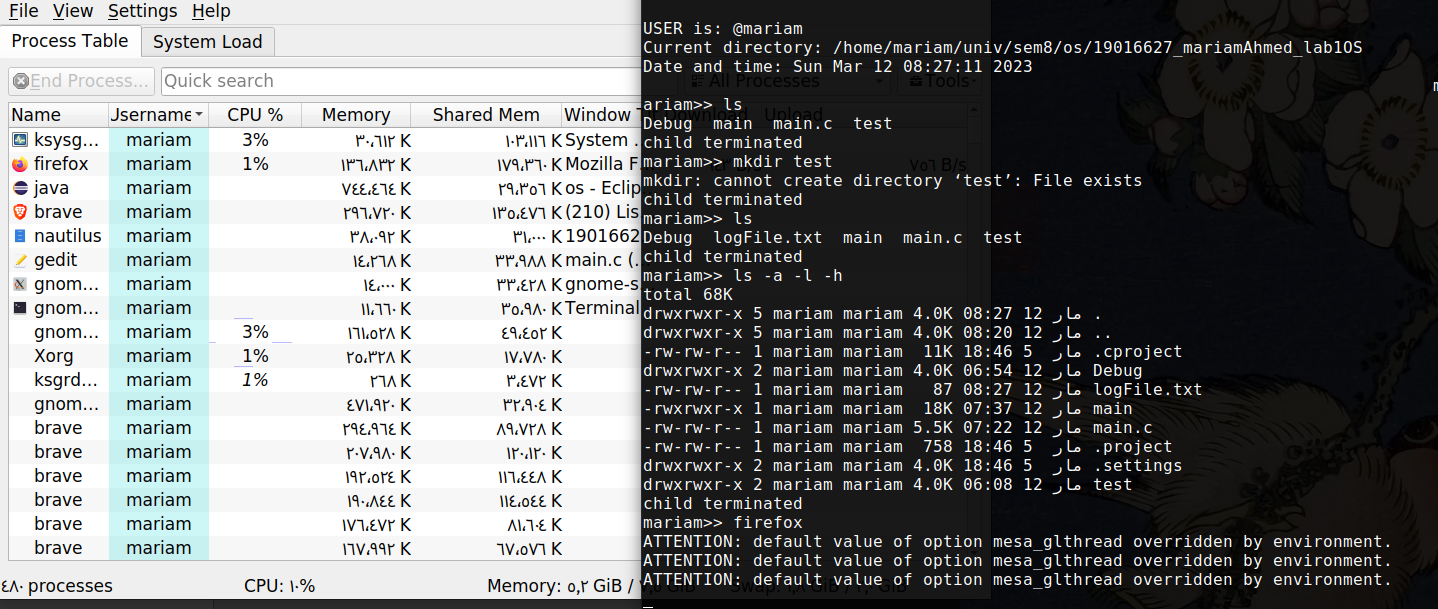 File View Settings Help
Process Table System Load
End Process... Quick search All Processes Tools
Name Username CPU % Memory Shared Mem Window T Download Upload
ksysg... mariam 3% ٣٠،٦١٢ K ١٠٣،١١٦ K System ...
firefox mariam 1% ١٣٦،٨٣٢ K ١٧٩،٣٦٠ K Mozilla F. ٧٥٦ B/s
java mariam ٧٤٤،٤٦٤ K ٢٩،٣٥٦ K os - Eclip
brave mariam ٢٩٦،٧٢٠ K ١٣٥،٤٧٦ K (210) Lis
nautilus mariam ٣٨،٠٩٢ K ٣١،٠٠٠ K 1901662
gedit mariam ١٤،٢٦٨ K ٣٣،٩٨٨ K main.c (.
gnom... mariam ١٤،٠٠٠ K ٣٣،٤٢٨ K gnome-s
gnom... mariam ١١،٦٦٠ K ٣٥،٩٨٠ K Terminal
gnom... mariam 3% ١٦١،٥٢٨ K ٤٩،٤٥٢ K
Xorg mariam 1% ٢٥،٣٢٨ K ١٧،٧٨٠ K
ksgrd... mariam 1% ٢٦٨ K ٣،٤٧٢ K
gnom... mariam ٤٧١،٩٢٠ K ٣٢،٩٠٤ K
brave mariam ٢٩٤،٩٦٤ K ٨٩،٧٢٨ K
brave mariam ٢٠٧،٩٨٠ K ١٢٠،١٢٠ K
brave mariam ١٩٢،٥٢٤ K ١١٦،٤٤٨ K
brave mariam ١٩٠،٨٤٤ K ١١٤،٥٤٤ K
brave mariam ١٧٦،٤٧٢ K ٨١،٦٠٤ K
brave mariam ١٦٧،٩٩٢ K ٦٧،٥٧٦ K
٤٨٠ processes CPU: ١٠% Memory: ٥,٢ GiB /
USER is: @mariam
Current directory: /home/mariam/univ/sem8/os/19016627_mariamAhmed_lab1OS
Date and time: Sun Mar 12 08:27:11 2023
m
ariam>> ls
Debug  main  main.c  test
child terminated
mariam>> mkdir test
mkdir: cannot create directory ‘test’: File exists
child terminated
mariam>> ls
Debug  logFile.txt  main  main.c  test
child terminated
mariam>> ls -a -l -h
total 68K
drwxrwxr-x 5 mariam mariam 4.0K 08:27 12 مار .
drwxrwxr-x 5 mariam mariam 4.0K 08:20 12 مار ..
-rw-rw-r-- 1 mariam mariam  11K 18:46 5  مار .cproject
drwxrwxr-x 2 mariam mariam 4.0K 06:54 12 مار Debug
-rw-rw-r-- 1 mariam mariam   87 08:27 12 مار logFile.txt
-rwxrwxr-x 1 mariam mariam  18K 07:37 12 مار main
-rw-rw-r-- 1 mariam mariam 5.5K 07:22 12 مار main.c
-rw-rw-r-- 1 mariam mariam  758 18:46 5  مار .project
drwxrwxr-x 2 mariam mariam 4.0K 18:46 5  مار .settings
drwxrwxr-x 2 mariam mariam 4.0K 06:08 12 مار test
child terminated
mariam>> firefox
ATTENTION: default value of option mesa_glthread overridden by environment.
ATTENTION: default value of option mesa_glthread overridden by environment.
ATTENTION: default value of option mesa_glthread overridden by environment.